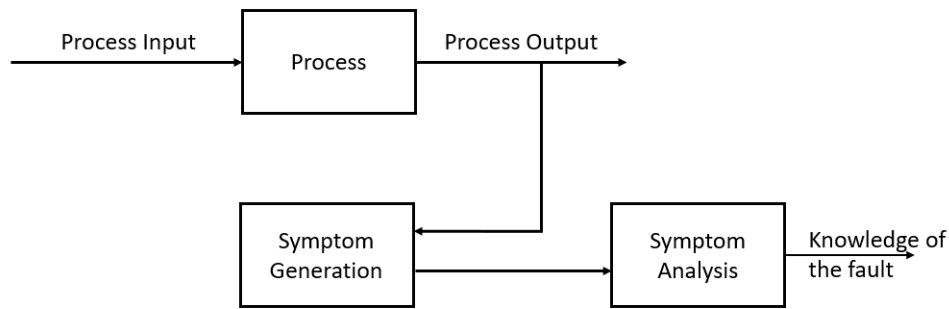 Process Input
Process
Process Output
Symptom
Generation
Symptom
Analysis
Knowledge of
the fault